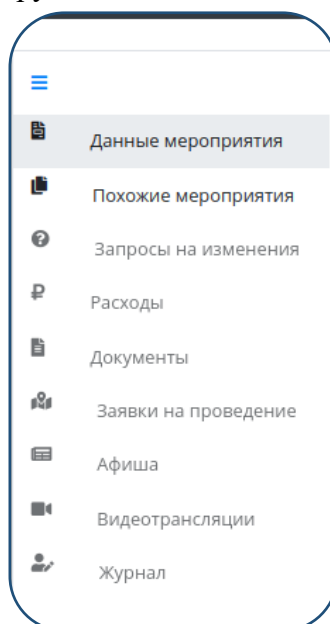 Данные мероприятия
Похожие мероприятия
Запросы на изменения
Расходы
Документы
Заявки на проведение
Афиша
Видеотрансляции
Журнал